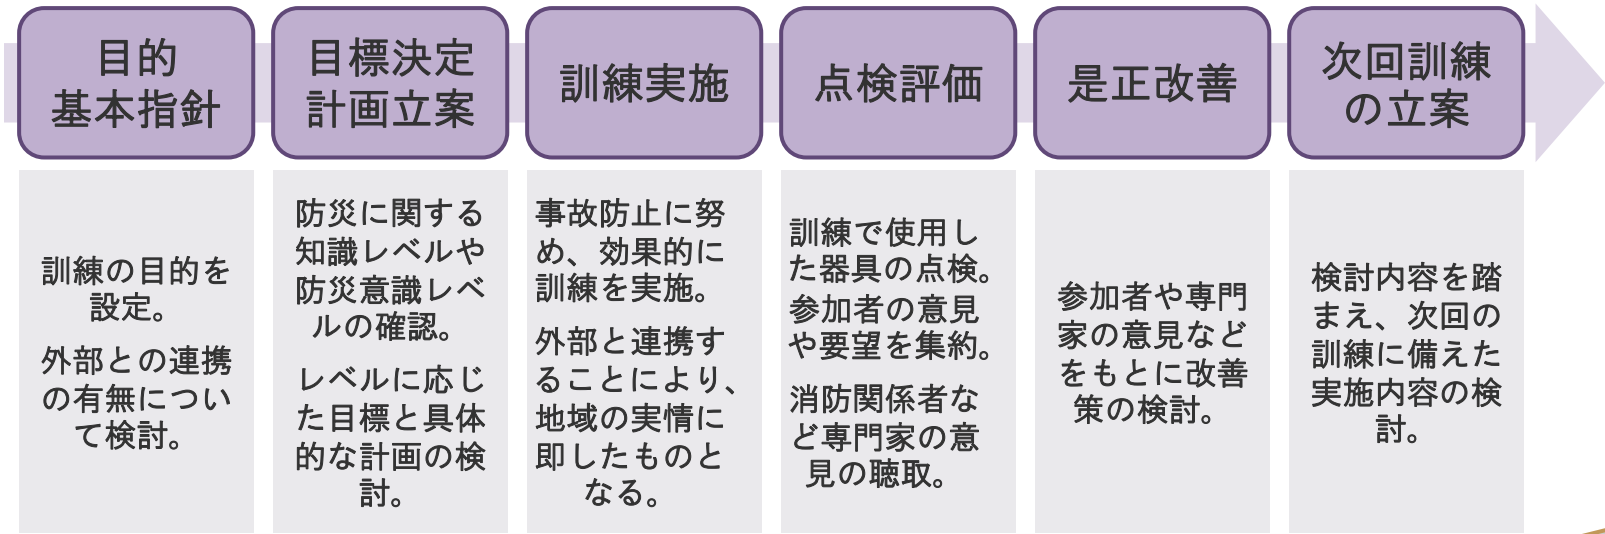 目的
基本指針
目標決定
計画立案
訓練実施
点検評価
是正改善
次回訓練
の立案
訓練の目的を
設定。
外部との連携
の有無につい
て検討。
防災に関する
知識レベルや
防災意識レベ
ルの確認。
レベルに応じ
た目標と具体
的な計画の検
討。
事故防止に努
め、効果的に
訓練を実施。
外部と連携す
ることにより、
地域の実情に
即したものと
なる。
訓練で使用し
た器具の点検。
参加者の意見
や要望を集約。
消防関係者な
ど専門家の意
見の聴取。
参加者や専門
家の意見など
をもとに改善
策の検討。
検討内容を踏
まえ、次回の
訓練に備えた
実施内容の検
討。